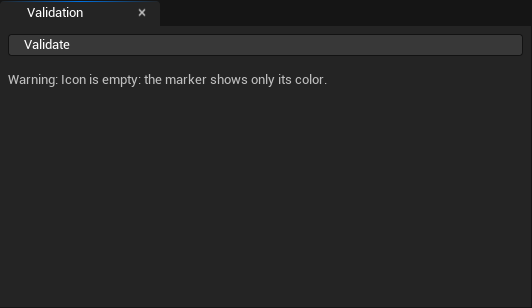 Validation
Validate
Warning: Icon is empty: the marker shows only its color.